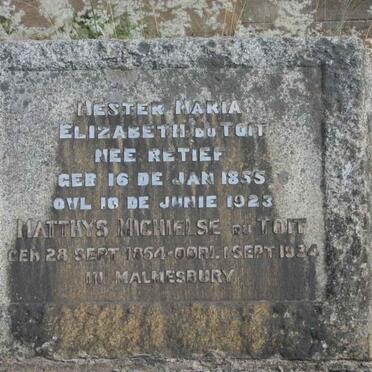 HESTER MARIA
ELIZABETH DU TOIT
NEE RETIEF
GEB 16 DE JAN 1855
OVL 16 DE JUNIE 1923
MATTHYS MICHIELSE DU TOIT
GEB 28 SEPT 1854-OORL 1 SEPT 1934
IN MALMESBURY